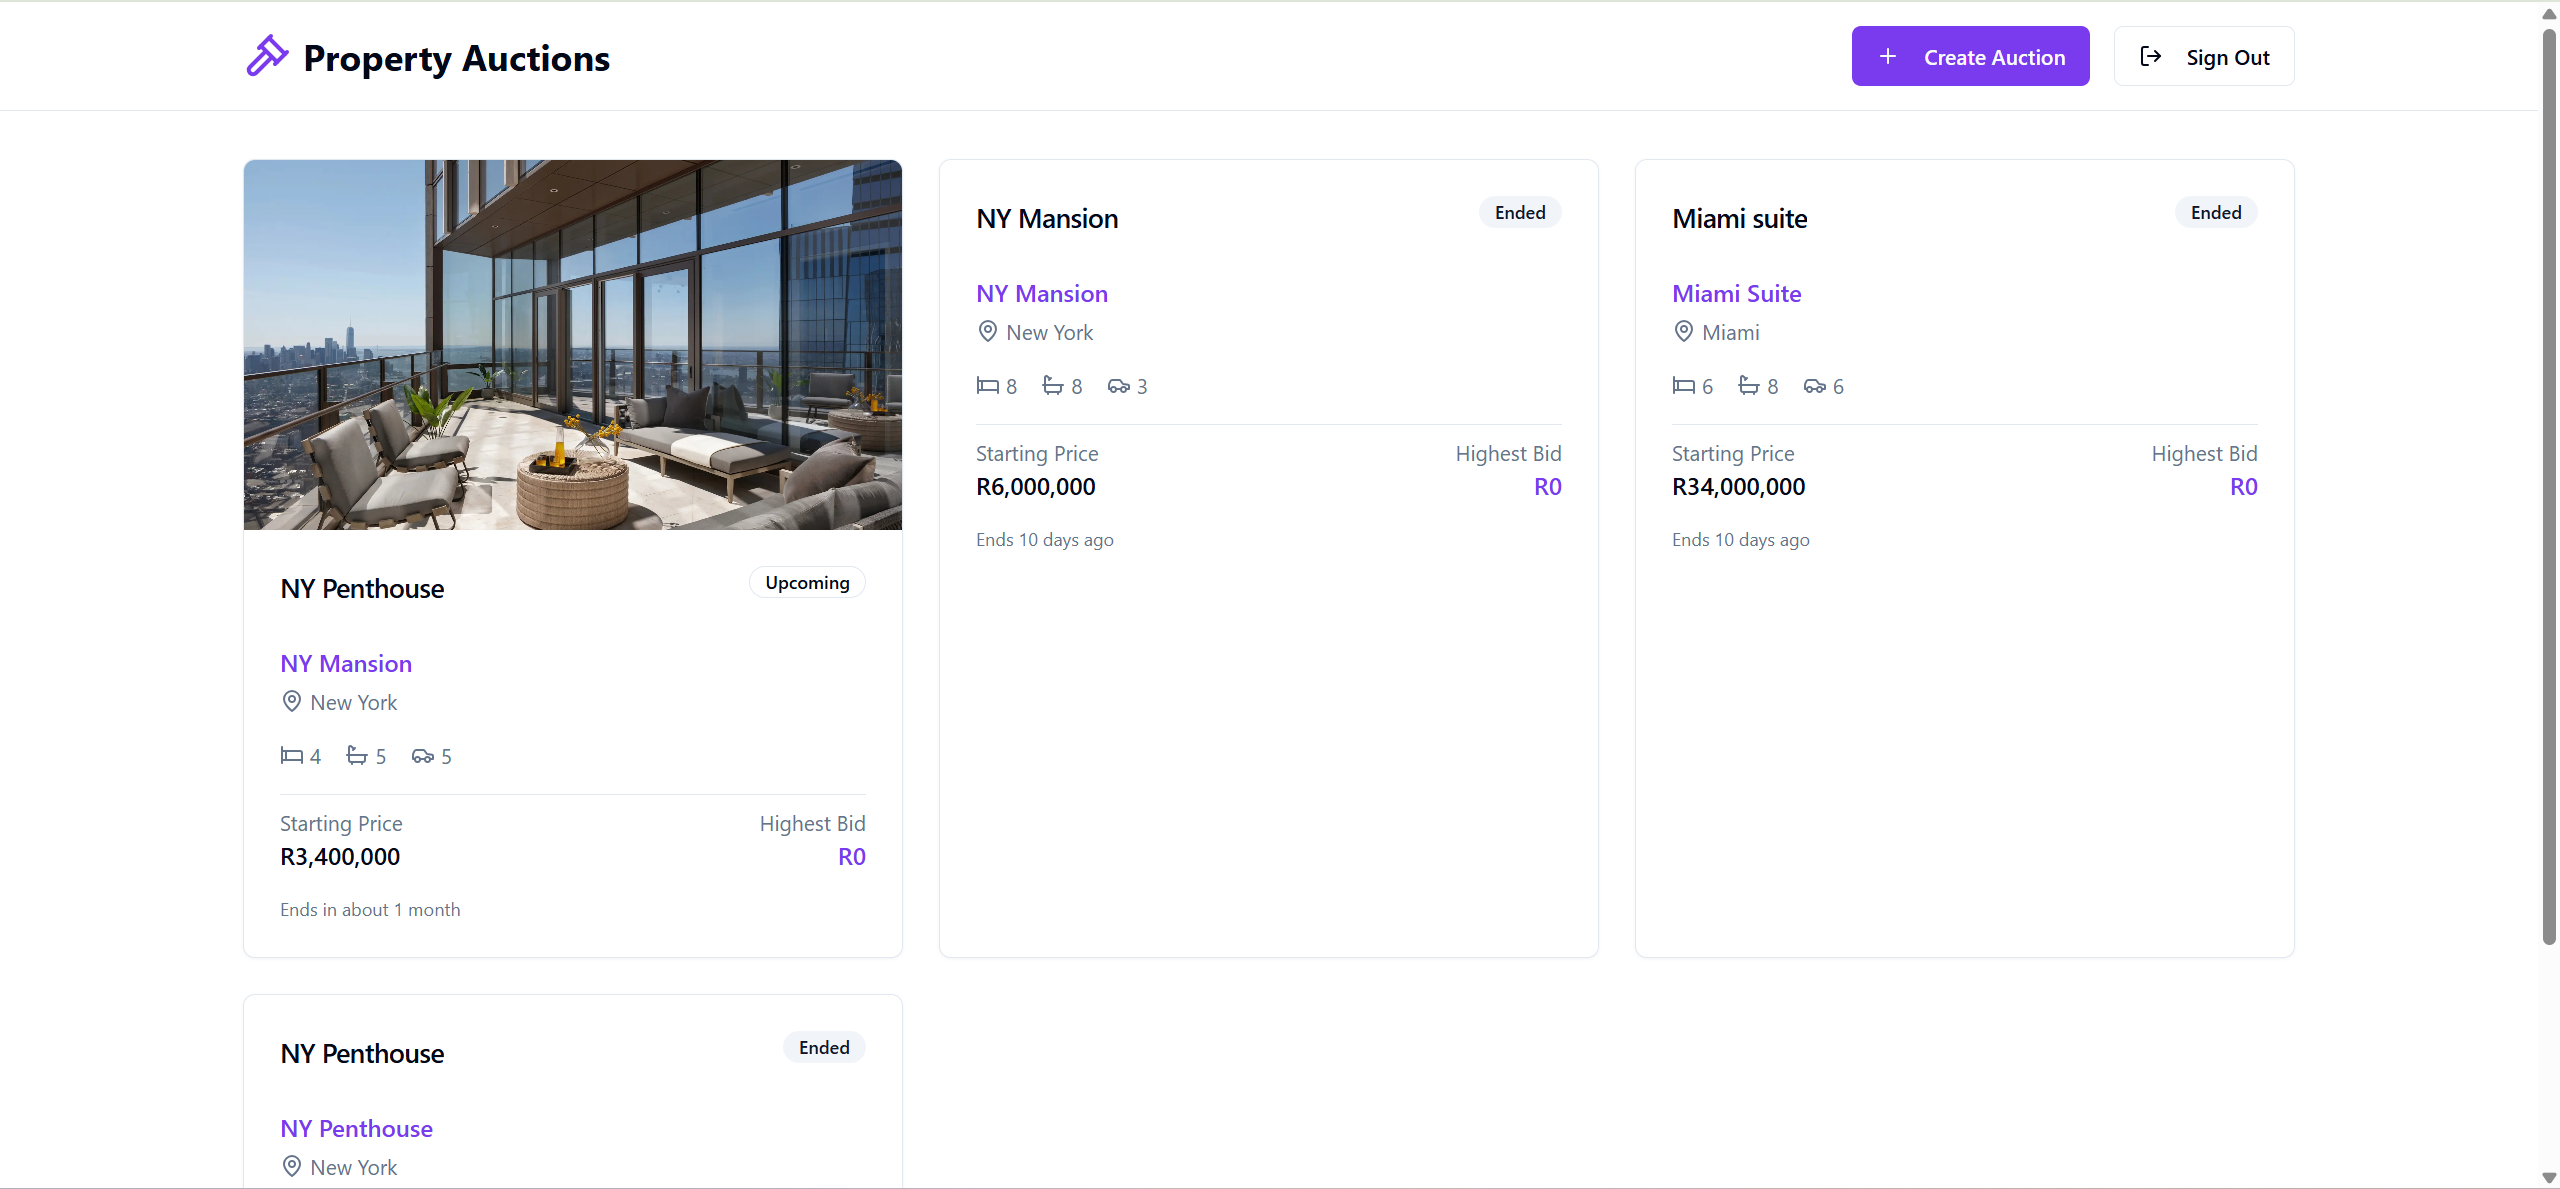 Property Auctions
Create Auction
Sign Out
NY Penthouse
Upcoming
NY Mansion
New York
4 5 5
Starting Price
Highest Bid
R3,400,000
R0
Ends in about 1 month
NY Mansion
Ended
NY Mansion
New York
8 8 3
Starting Price
Highest Bid
R6,000,000
R0
Ends 10 days ago
Miami suite
Ended
Miami Suite
Miami
6 8 6
Starting Price
Highest Bid
R34,000,000
R0
Ends 10 days ago
NY Penthouse
Ended
NY Penthouse
New York